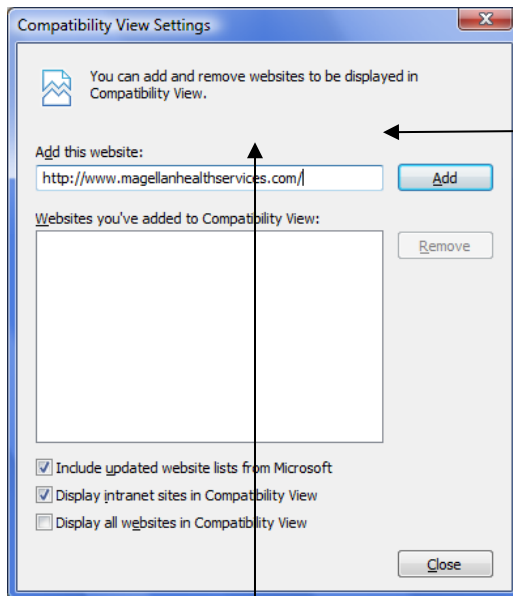 Compatibility View Settings
You can add and remove websites to be displayed in
Compatibility View.
Add this website:
http://www.magellanhealthservices.com/
Add
Websites you've added to Compatibility View:
Remove
Include updated website lists from Microsoft
Display intranet sites in Compatibility View
Display all websites in Compatibility View
Close